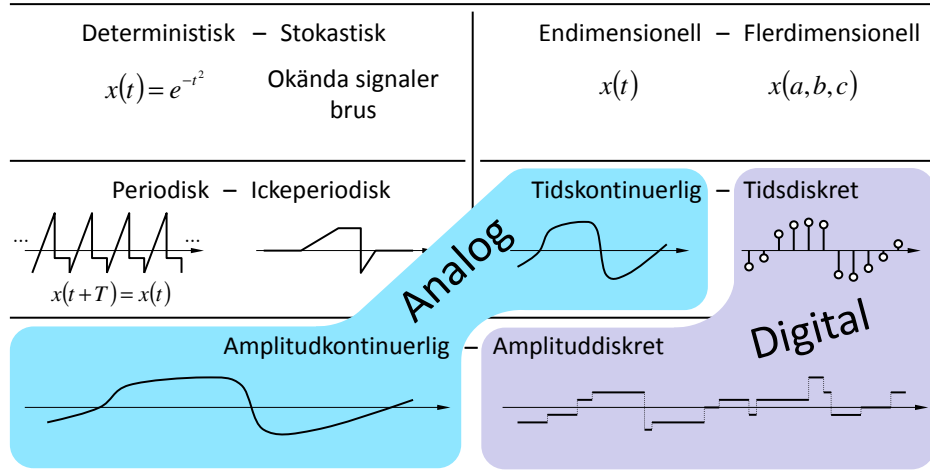 Deterministisk – Stokastisk
x(t) = e^{-t^2}
Okända signaler
brus
Endimensionell – Flerdimensionell
x(t)
x(a, b, c)
Periodisk – Ickeperiodisk
... ...
x(t + T) = x(t)
Tidskontinuerlig – Tidsdiskret
Analog
Digital
Amplitudkontinuerlig – Amplituddiskret